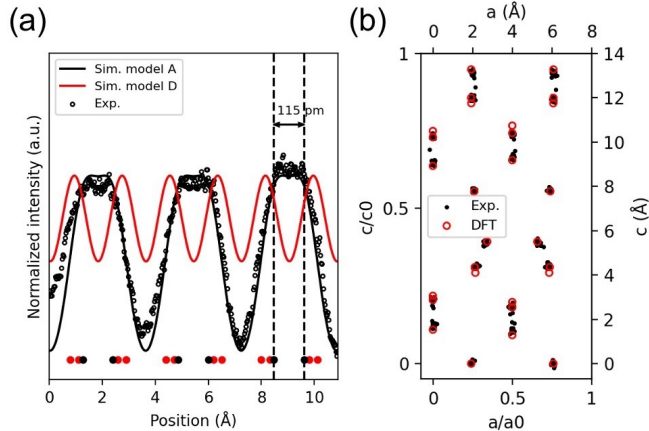 (a)
Normalized intensity (a.u.)
Sim. model A
Sim. model D
Exp.
115 pm
0 2 4 6 8 10
Position (Å)
(b)
a (Å)
0 2 4 6 8
1
0.5
0
c/c0
Exp.
DFT
14
12
10
8
6
4
2
0
c (Å)
0 0.5 1
a/a0